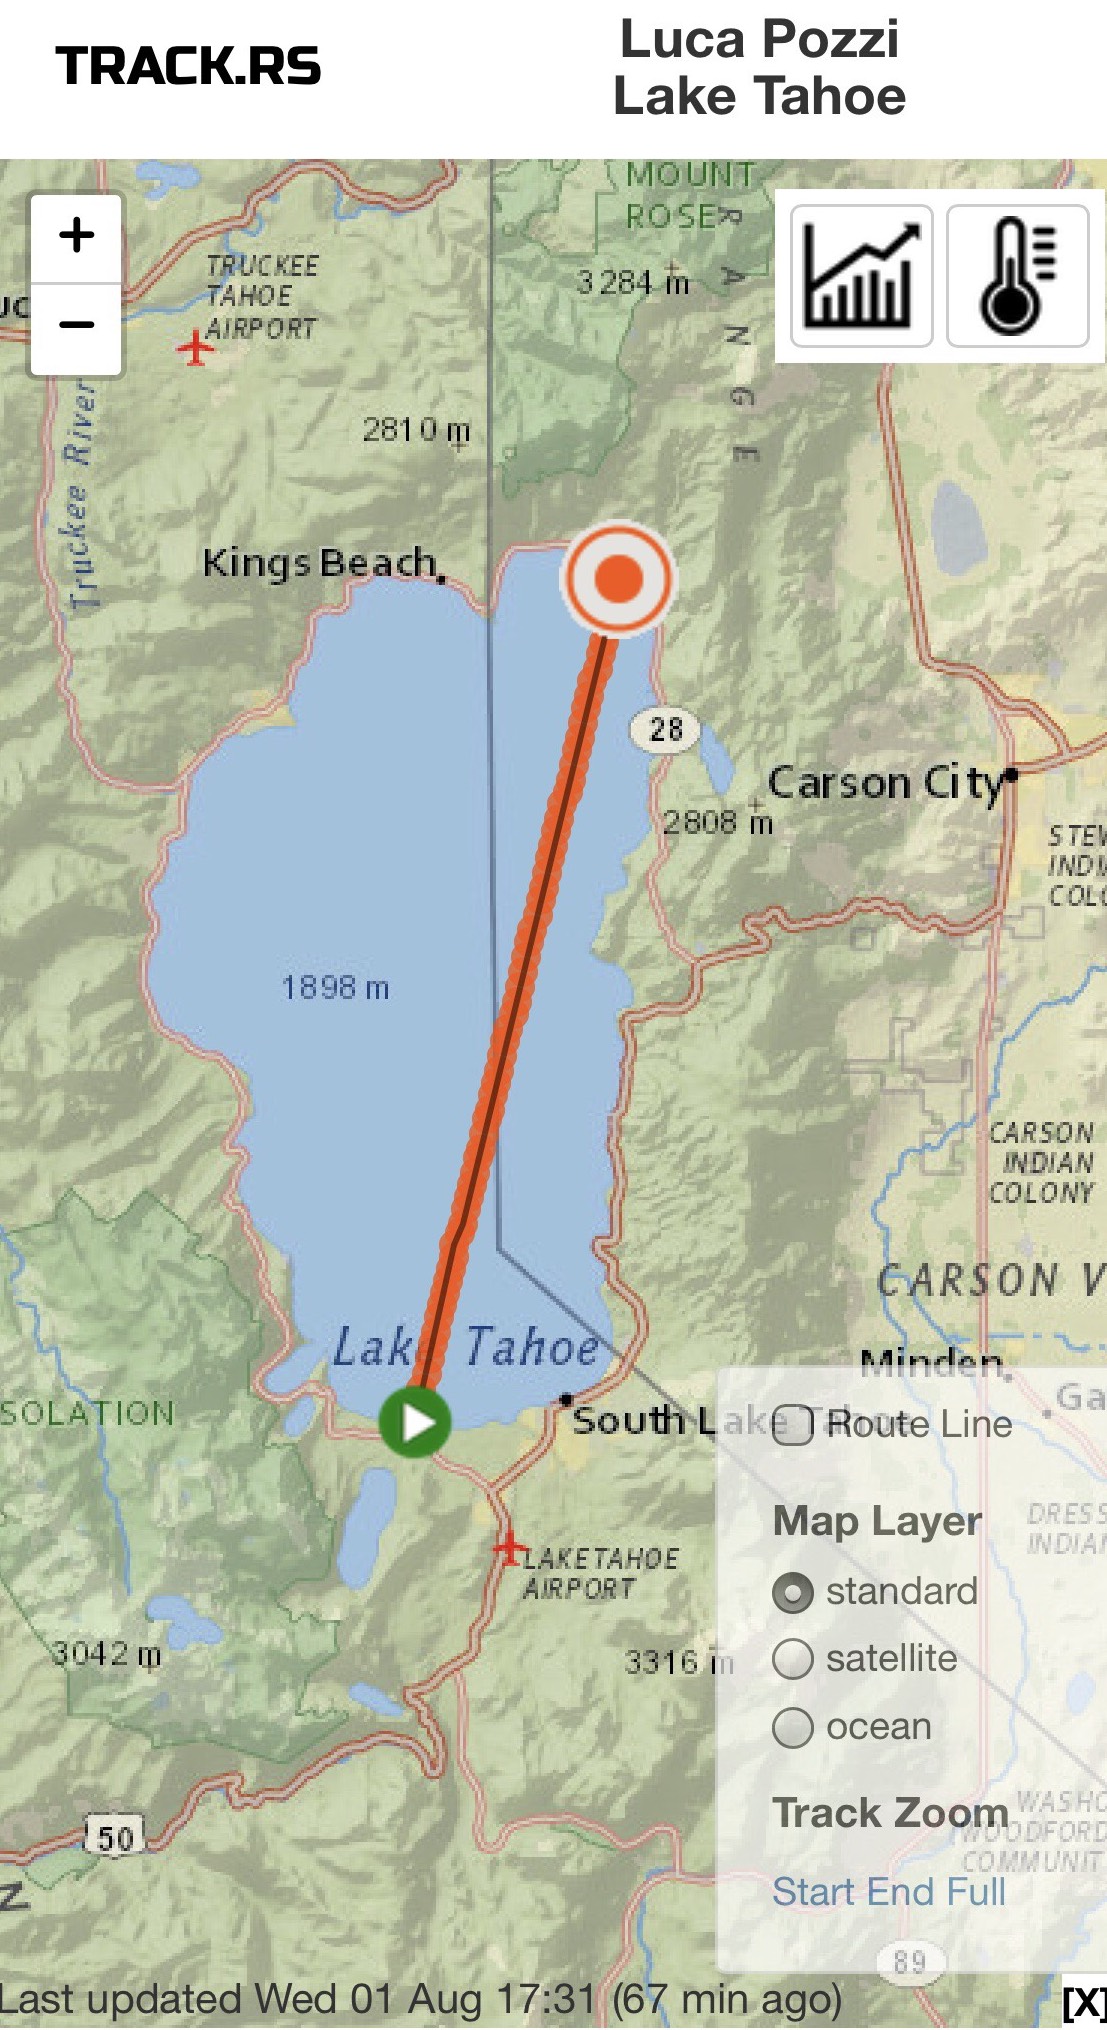 TRACK.RS
Luca Pozzi
Lake Tahoe
MOUNT
ROSE
R
A
N
G
E
3284 m
+
−
TRUCKEE
TAHOE
AIRPORT
2810 m
Truckee River
Kings Beach
28
Carson City
2808 m
1898 m
CARSON
INDIAN
COLONY
CARSON V
Lake Tahoe
Minden
SOLATION
South Lake Tahoe
Route Line
Map Layer
standard
satellite
ocean
Track Zoom
Start End Full
LAKE TAHOE
AIRPORT
3042 m
3316 m
50
89
Last updated Wed 01 Aug 17:31 (67 min ago)
[X]